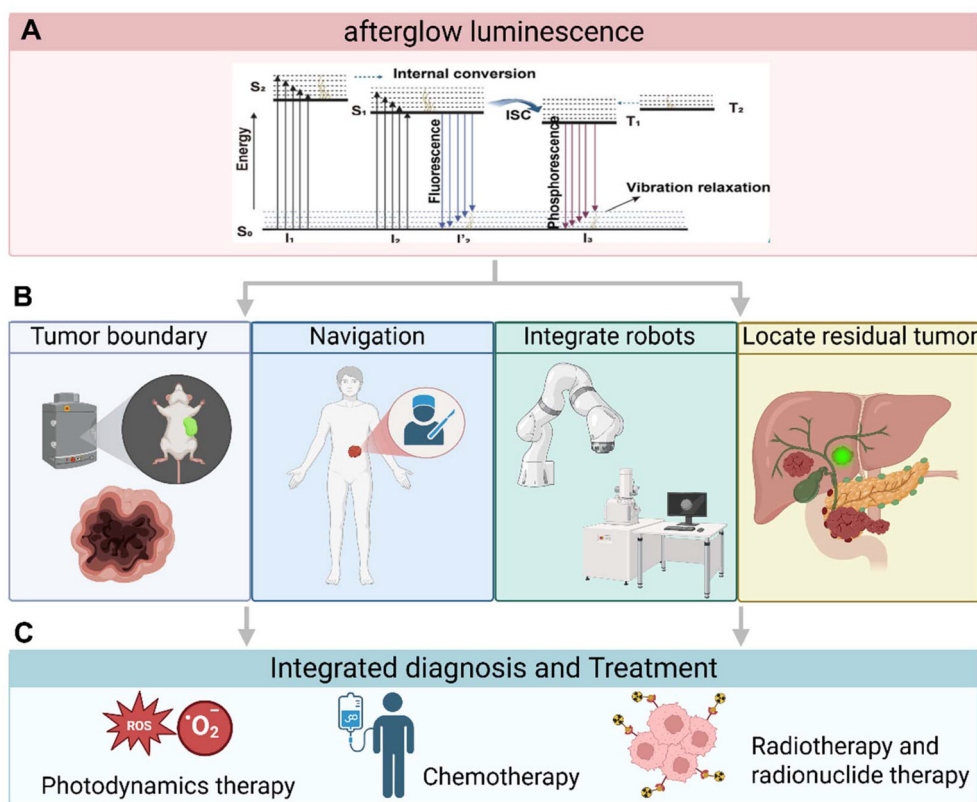 A
afterglow luminescence
Internal conversion
S₂
S₁
ISC
T₁
T₂
Energy
Fluorescence
Phosphorescence
Vibration relaxation
S₀
I₁
I₂
I'₂
I₃
B
Tumor boundary
Navigation
Integrate robots
Locate residual tumor
C
Integrated diagnosis and Treatment
ROS
·O₂⁻
Photodynamics therapy
Chemotherapy
Radiotherapy and
radionuclide therapy